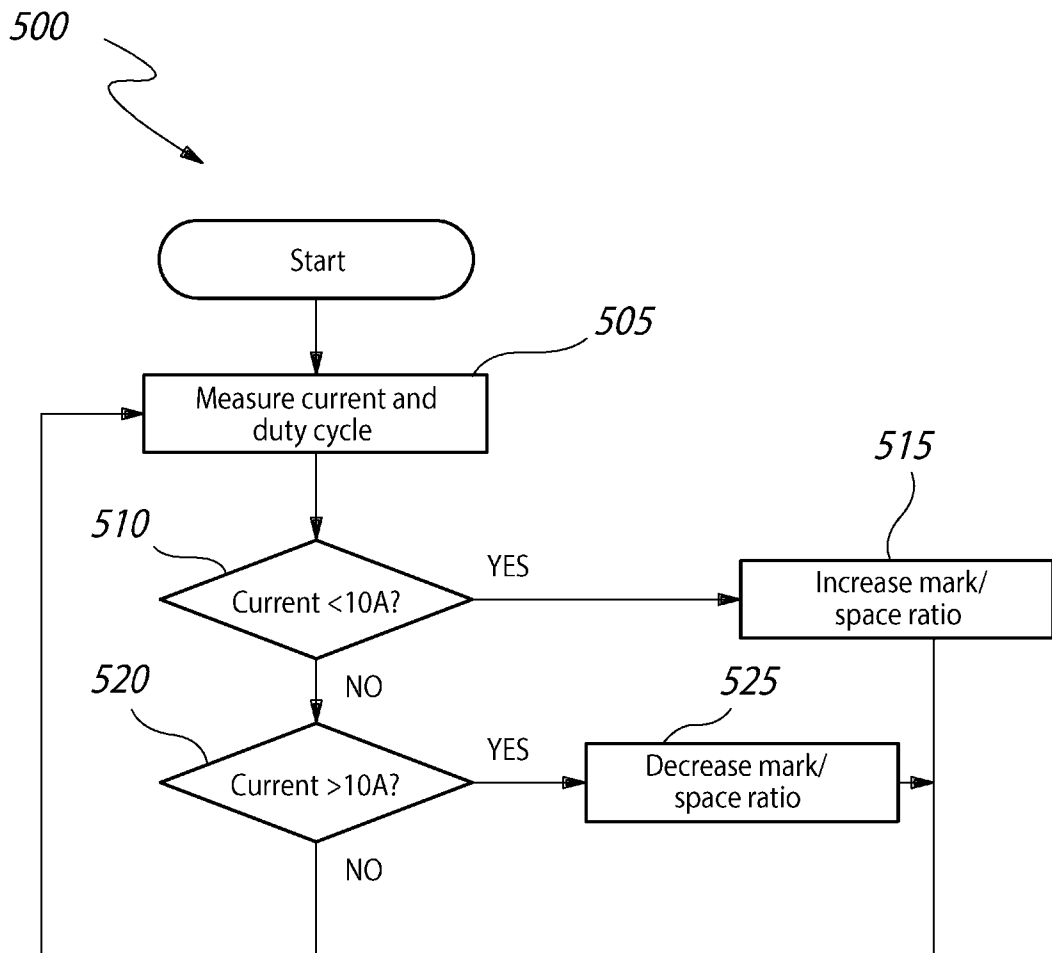 500
Start
505
Measure current and
duty cycle
510
515
Current <10A?
YES
Increase mark/
space ratio
NO
520
525
Current >10A?
YES
Decrease mark/
space ratio
NO